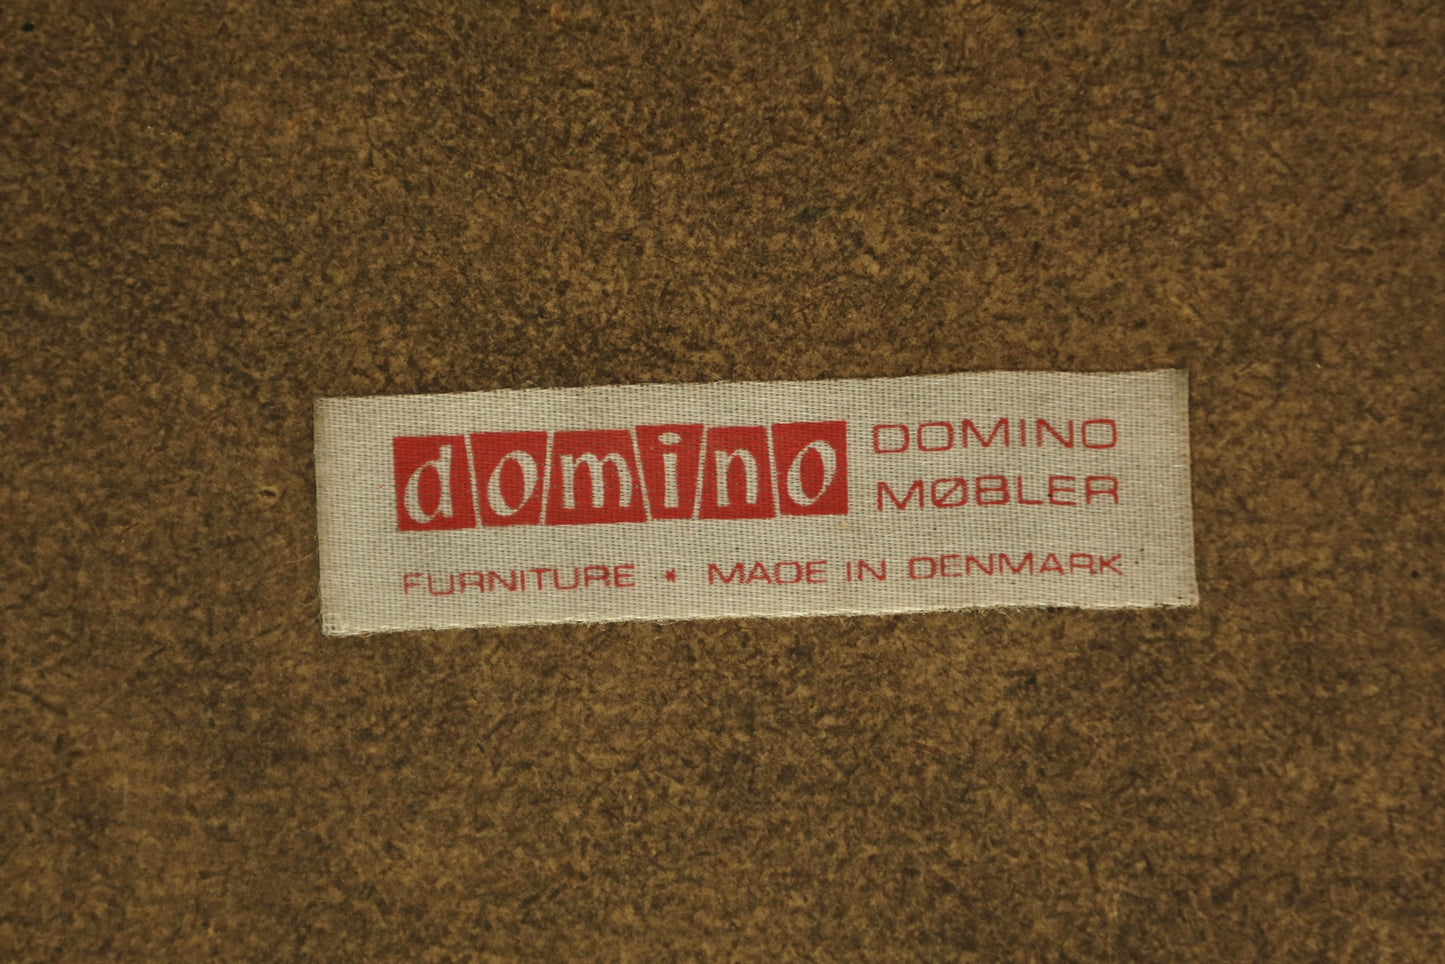 domino
DOMINO
MØBLER
FURNITURE * MADE IN DENMARK